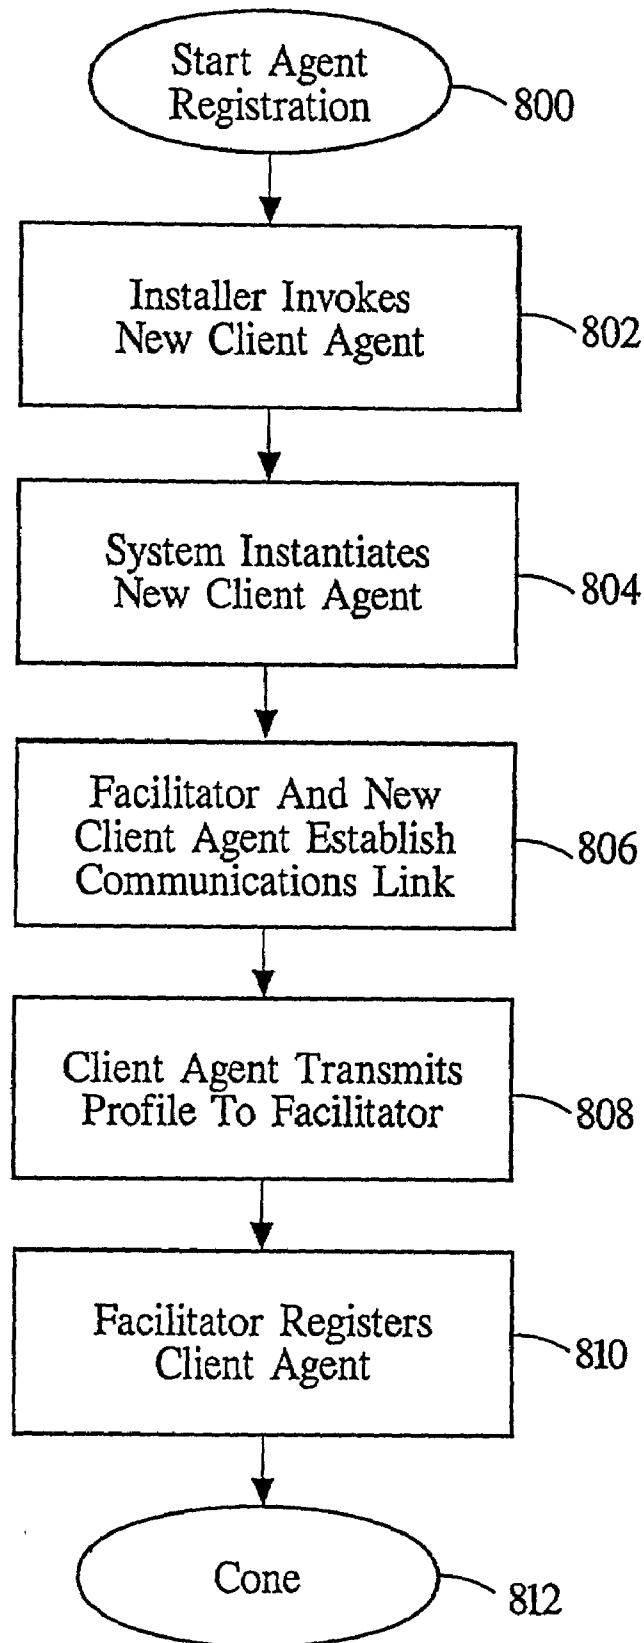 Start Agent
Registration
800
Installer Invokes
New Client Agent
802
System Instantiates
New Client Agent
804
Facilitator And New
Client Agent Establish
Communications Link
806
Client Agent Transmits
Profile To Facilitator
808
Facilitator Registers
Client Agent
810
Cone
812